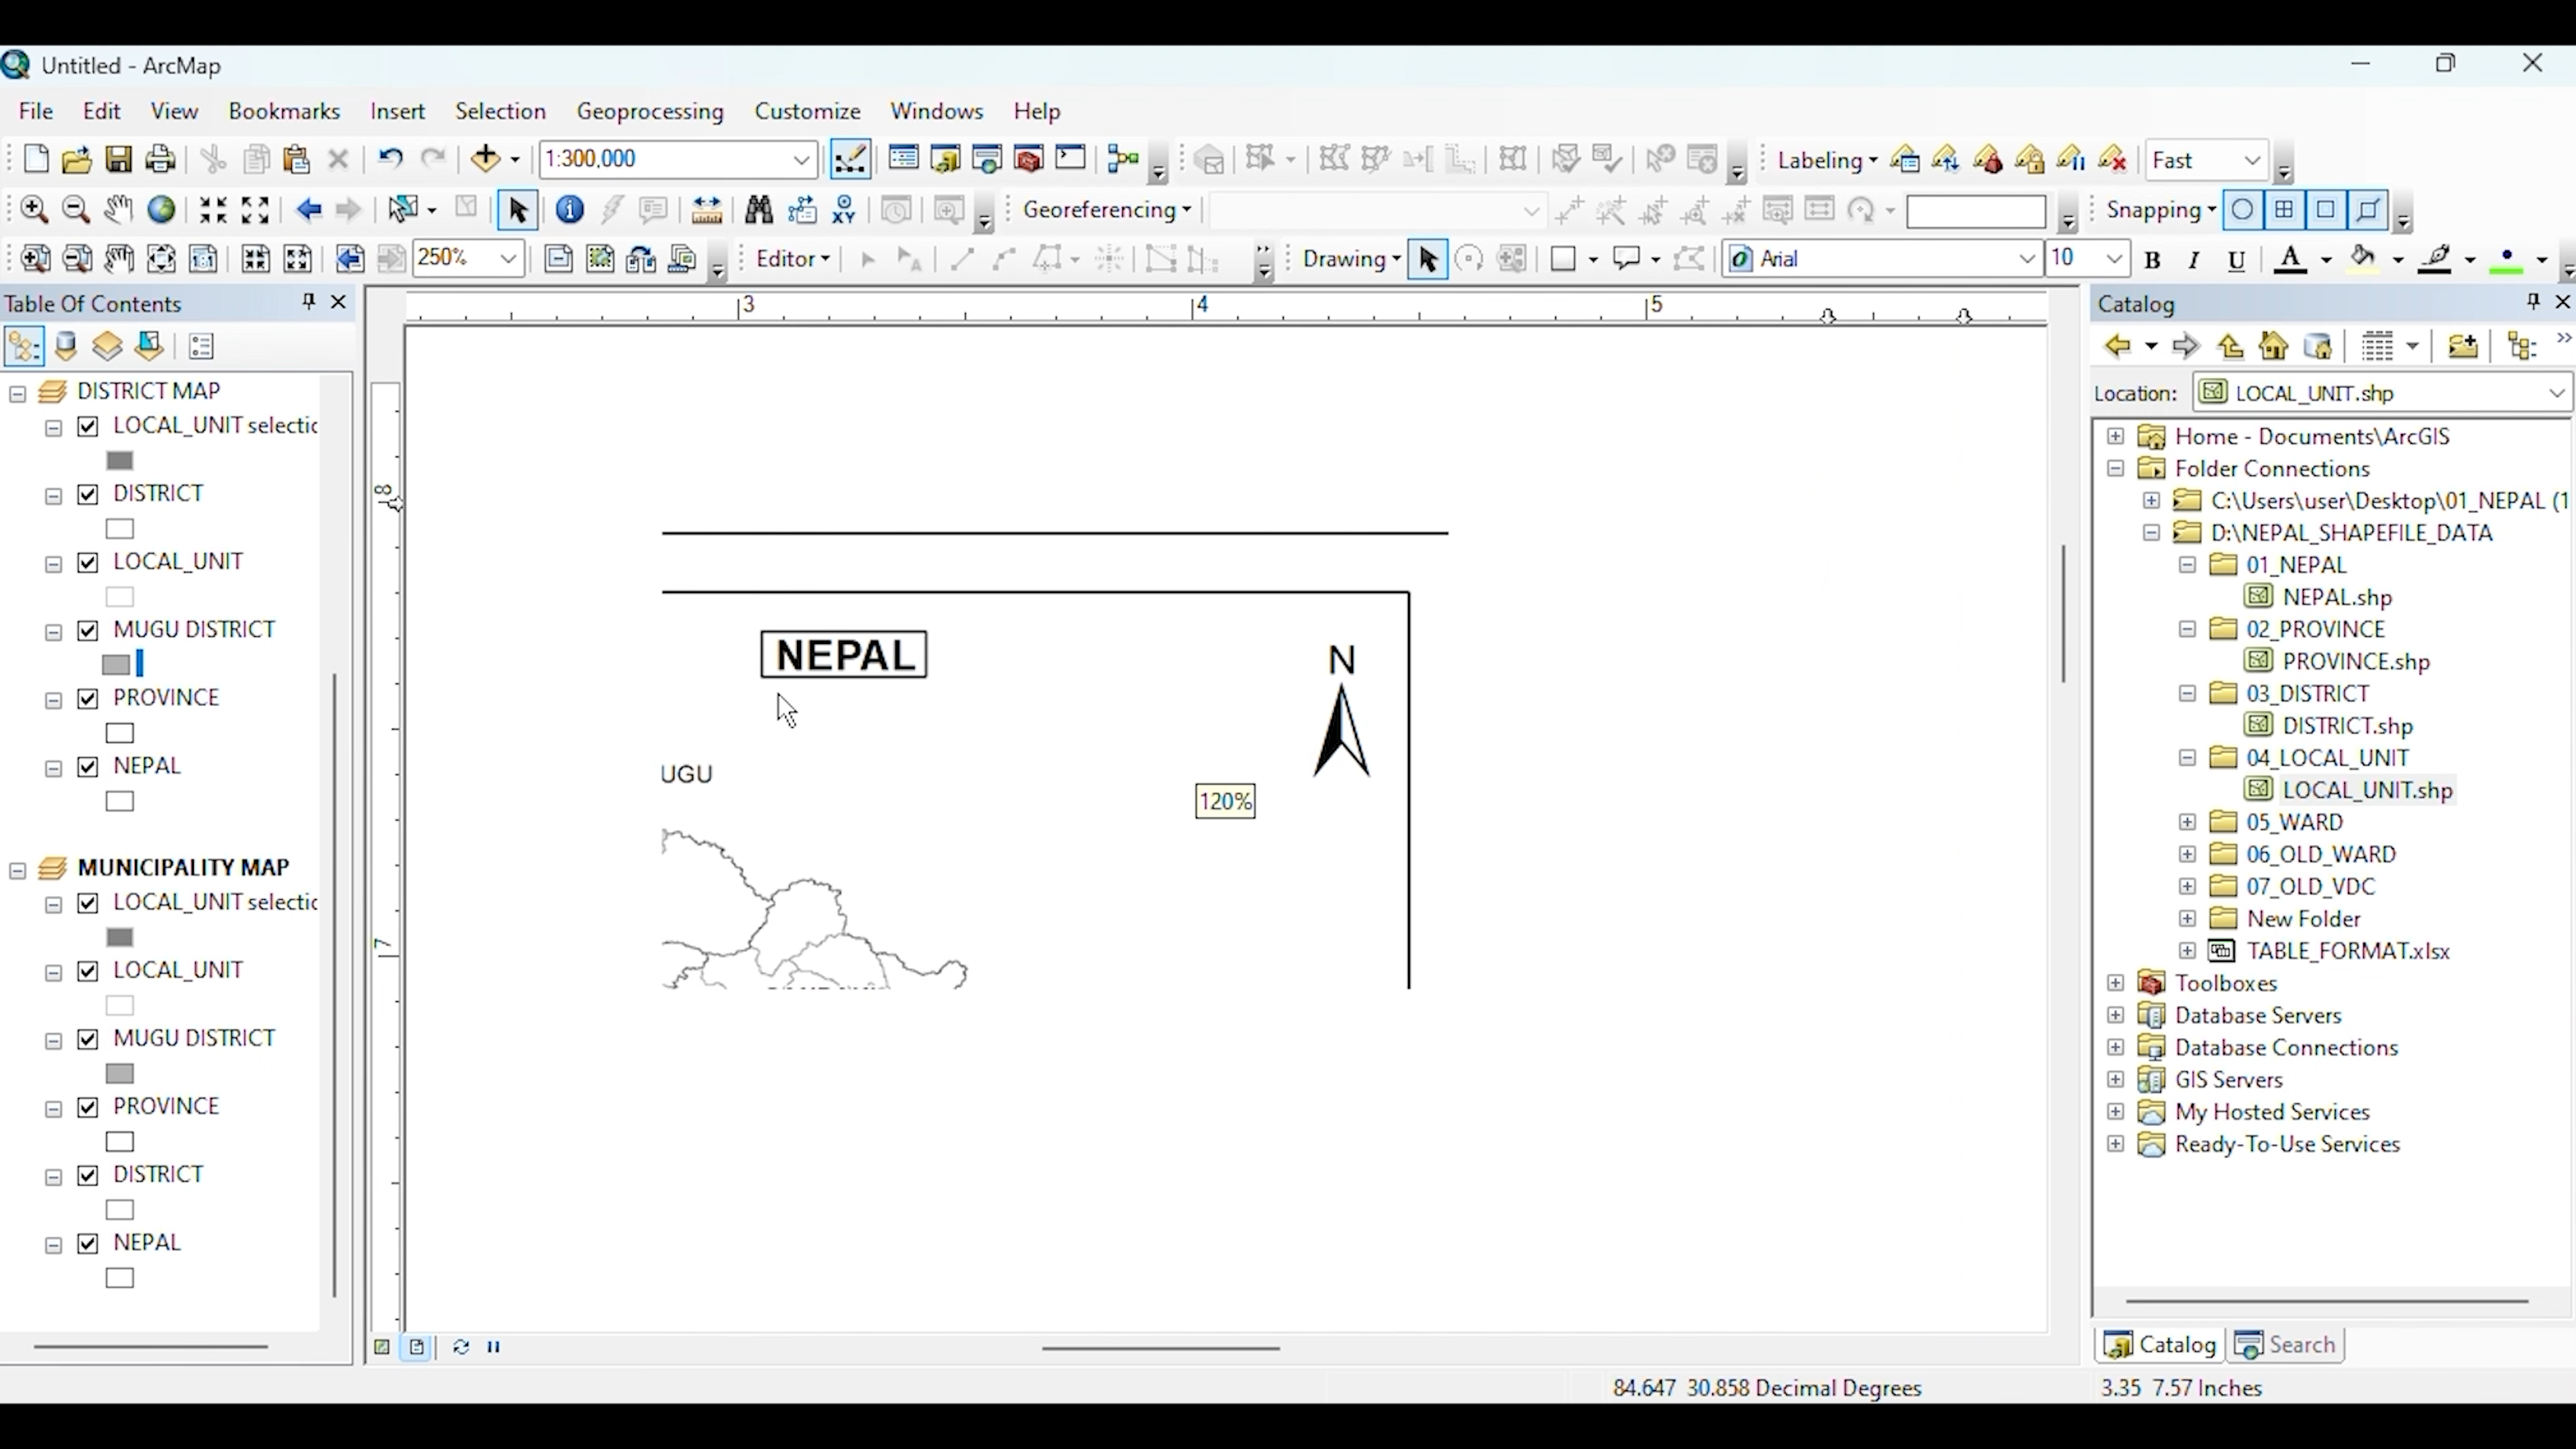 Untitled - ArcMap
File Edit View Bookmarks Insert Selection Geoprocessing Customize Windows Help
1:300,000
Labeling
Fast
XY
Georeferencing
Snapping
250%
Editor
Drawing
Arial
10
B I U A
Table Of Contents
DISTRICT MAP
LOCAL_UNIT selectic
DISTRICT
LOCAL_UNIT
MUGU DISTRICT
PROVINCE
NEPAL
MUNICIPALITY MAP
LOCAL_UNIT selectic
LOCAL_UNIT
MUGU DISTRICT
PROVINCE
DISTRICT
NEPAL
3 4 5
8
7
NEPAL
N
UGU
120%
Catalog
Location: LOCAL_UNIT.shp
Home - Documents\ArcGIS
Folder Connections
C:\Users\user\Desktop\01_NEPAL (1
D:\NEPAL_SHAPEFILE_DATA
01_NEPAL
NEPAL.shp
02_PROVINCE
PROVINCE.shp
03_DISTRICT
DISTRICT.shp
04_LOCAL_UNIT
LOCAL_UNIT.shp
05_WARD
06_OLD_WARD
07_OLD_VDC
New Folder
TABLE_FORMAT.xlsx
Toolboxes
Database Servers
Database Connections
GIS Servers
My Hosted Services
Ready-To-Use Services
Catalog Search
84.647 30.858 Decimal Degrees
3.35 7.57 Inches